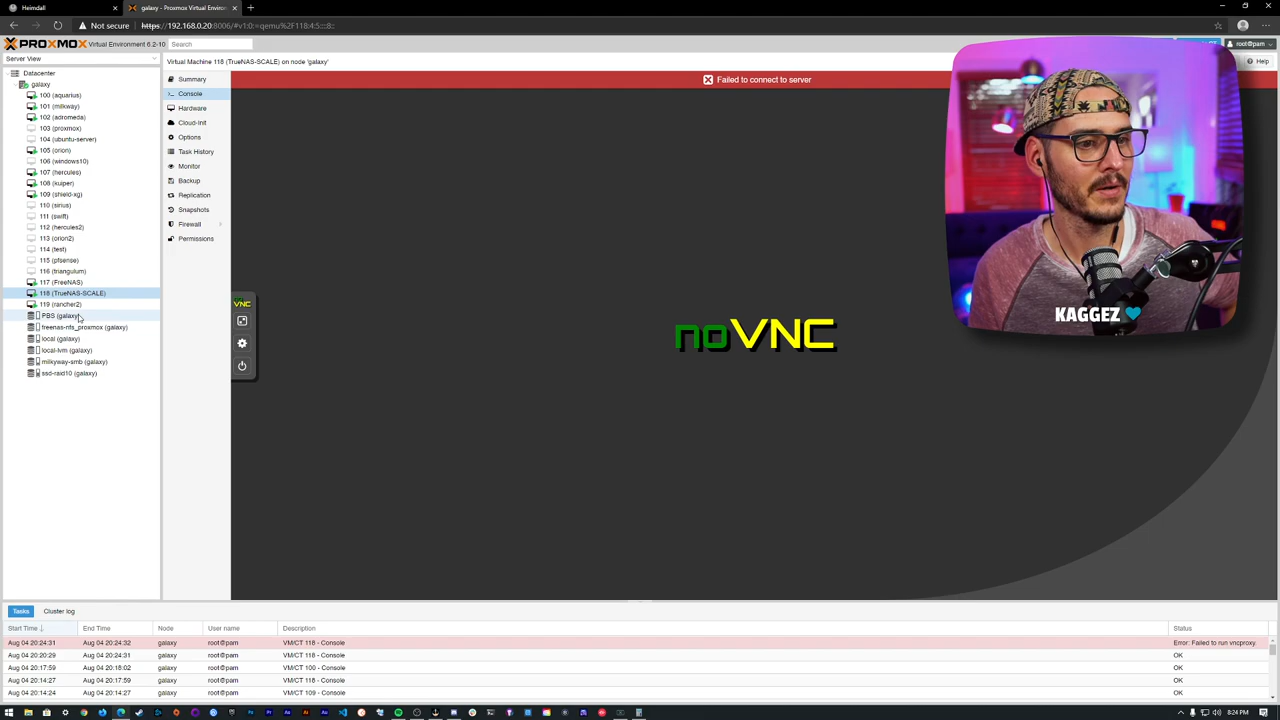 Heimdall
galaxy - Proxmox Virtual Environ
Not secure
https://192.168.0.20:8006/#v1:0:=qemu%2F118:4:5::::8::
PROXMOX Virtual Environment 6.2-10
Search
root@pam
Server View
Virtual Machine 118 (TrueNAS-SCALE) on node 'galaxy'
Help
Datacenter
galaxy
100 (aquarius)
101 (milkway)
102 (adromeda)
103 (proxmox)
104 (ubuntu-server)
105 (orion)
106 (windows10)
107 (hercules)
108 (kuiper)
109 (shield-xg)
110 (sirius)
111 (swift)
112 (hercules2)
113 (orion2)
114 (test)
115 (pfsense)
116 (triangulum)
117 (FreeNAS)
118 (TrueNAS-SCALE)
119 (rancher2)
PBS (galaxy)
freenas-nfs_proxmox (galaxy)
local (galaxy)
local-lvm (galaxy)
milkyway-smb (galaxy)
ssd-raid10 (galaxy)
Summary
Console
Hardware
Cloud-Init
Options
Task History
Monitor
Backup
Replication
Snapshots
Firewall
Permissions
Failed to connect to server
VNC
noVNC
KAGGEZ 💙
Tasks
Cluster log
Start Time
End Time
Node
User name
Description
Status
Aug 04 20:24:31
Aug 04 20:24:32
galaxy
root@pam
VM/CT 118 - Console
Error: Failed to run vncproxy.
Aug 04 20:20:29
Aug 04 20:24:31
galaxy
root@pam
VM/CT 118 - Console
OK
Aug 04 20:17:59
Aug 04 20:18:02
galaxy
root@pam
VM/CT 100 - Console
OK
Aug 04 20:14:27
Aug 04 20:17:59
galaxy
root@pam
VM/CT 118 - Console
OK
Aug 04 20:14:24
Aug 04 20:14:27
galaxy
root@pam
VM/CT 109 - Console
OK
8:24 PM